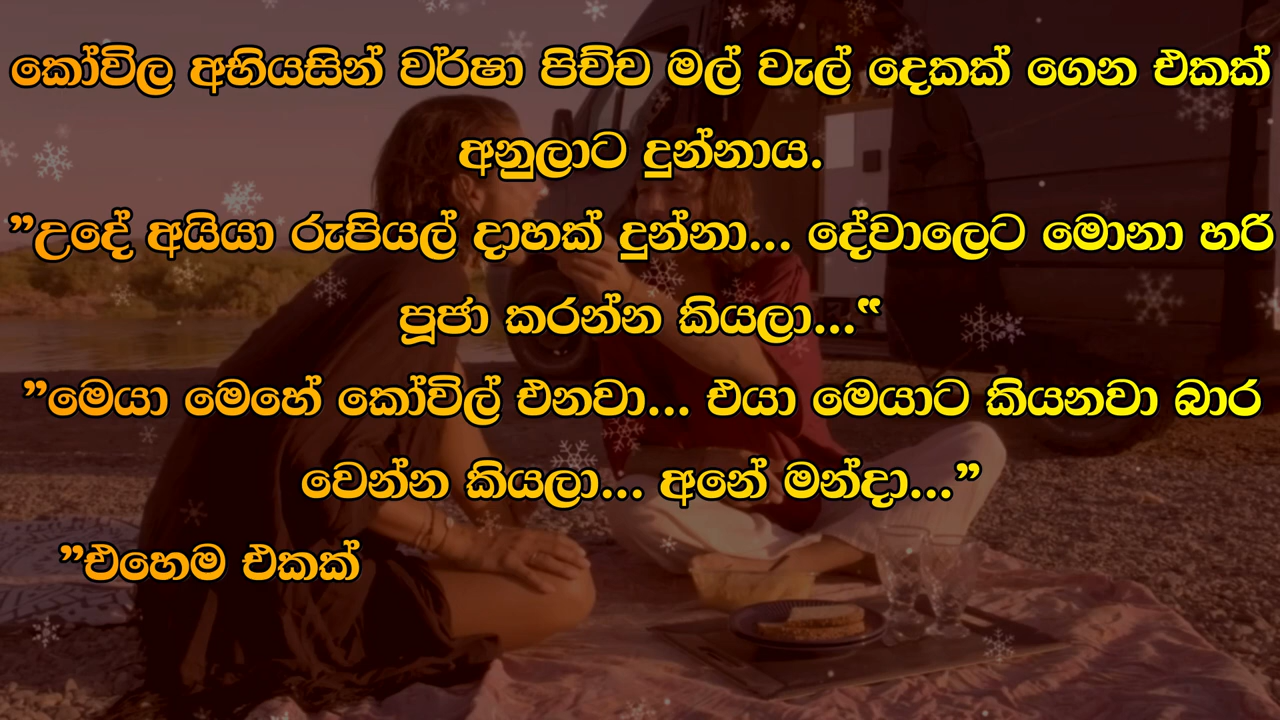 කෝවිල අභියසින් වර්ෂා පිච්ච මල් වැල් දෙකක් ගෙන එකක්
අනුලාට දුන්නාය.
”උදේ අයියා රුපියල් දාහක් දුන්නා... දේවාලෙට මොනා හරි
පූජා කරන්න කියලා...‟
”මෙයා මෙහේ කෝවිල් එනවා... එයා මෙයාට කියනවා බාර
වෙන්න කියලා... අනේ මන්දා...”
”එහෙම එකක්